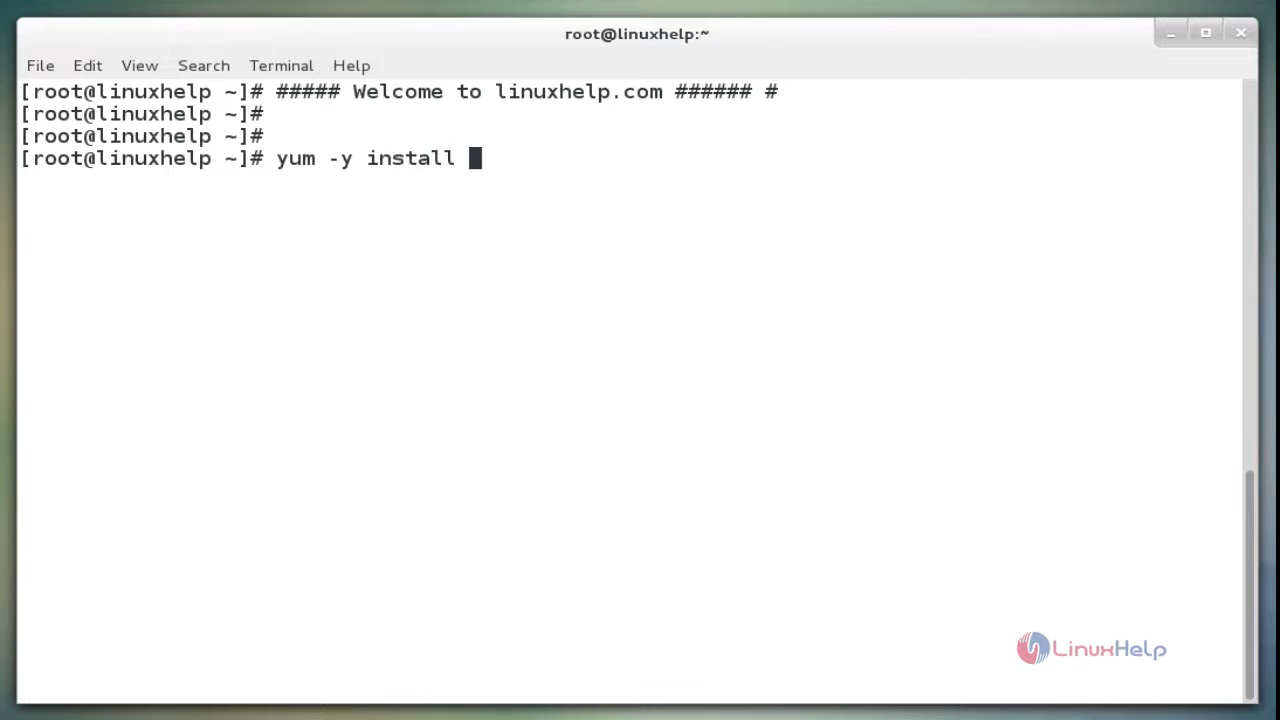 root@linuxhelp:~
File Edit View Search Terminal Help
[root@linuxhelp ~]# ##### Welcome to linuxhelp.com ###### #
[root@linuxhelp ~]#
[root@linuxhelp ~]#
[root@linuxhelp ~]# yum -y install
LinuxHelp